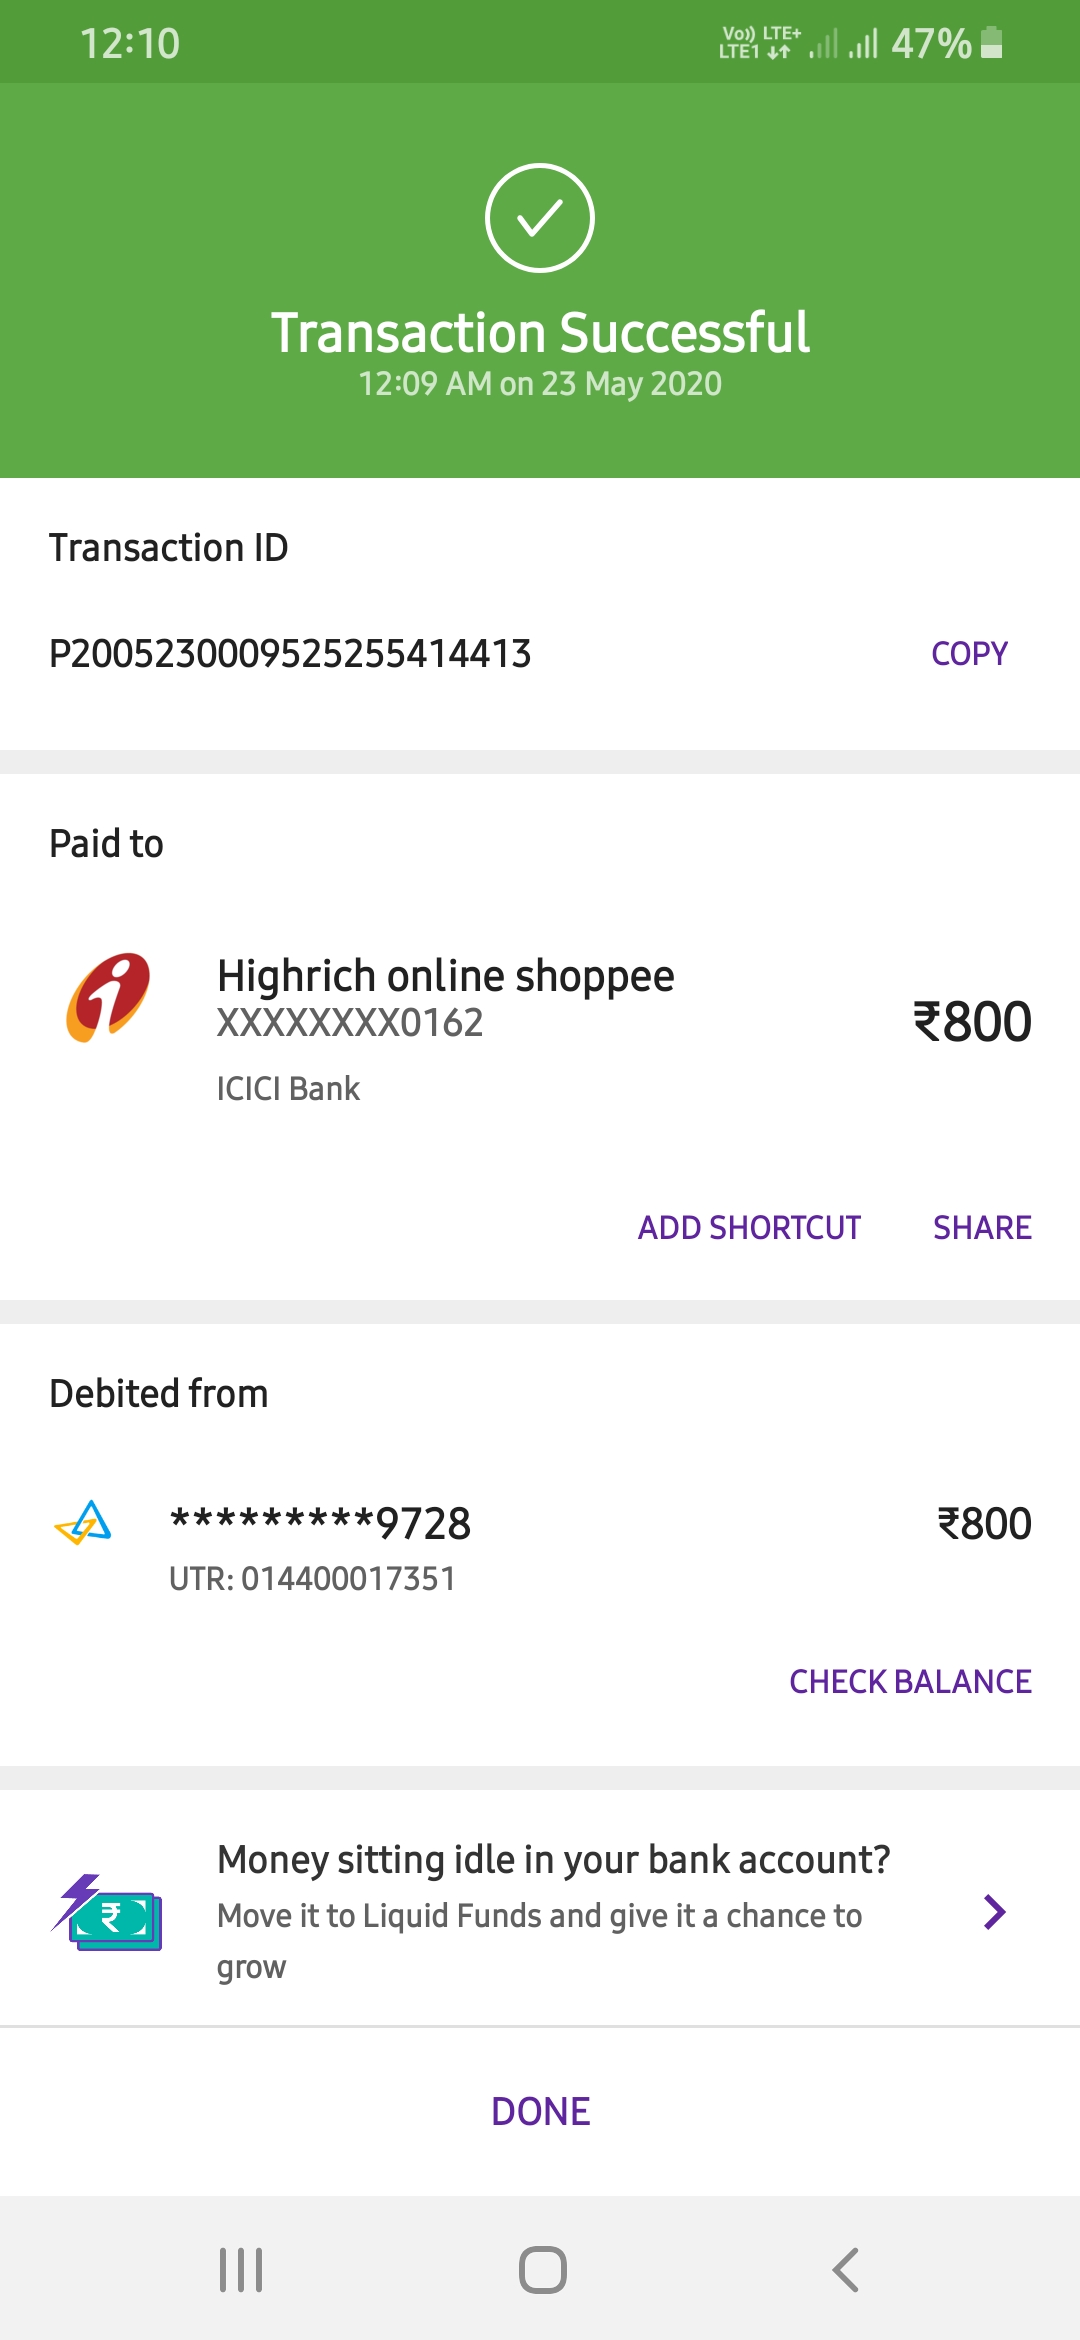 12:10
Vo)) LTE+
LTE1 47%
Transaction Successful
12:09 AM on 23 May 2020
Transaction ID
P2005230009525255414413
COPY
Paid to
Highrich online shoppee
XXXXXXXX0162
₹800
ICICI Bank
ADD SHORTCUT SHARE
Debited from
*********9728 ₹800
UTR: 014400017351
CHECK BALANCE
Money sitting idle in your bank account?
Move it to Liquid Funds and give it a chance to
grow
DONE